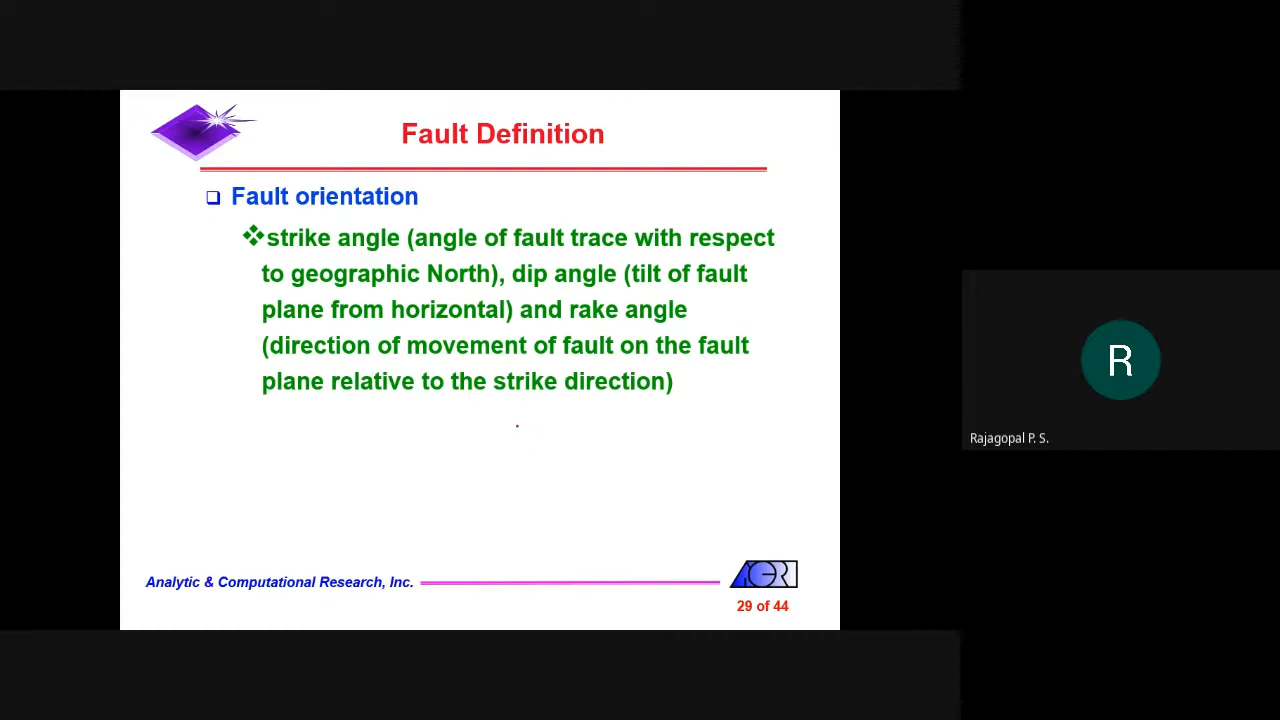 Fault Definition
Fault orientation
strike angle (angle of fault trace with respect
to geographic North), dip angle (tilt of fault
plane from horizontal) and rake angle
(direction of movement of fault on the fault
plane relative to the strike direction)
Analytic & Computational Research, Inc.
ACRi
29 of 44
R
Rajagopal P. S.